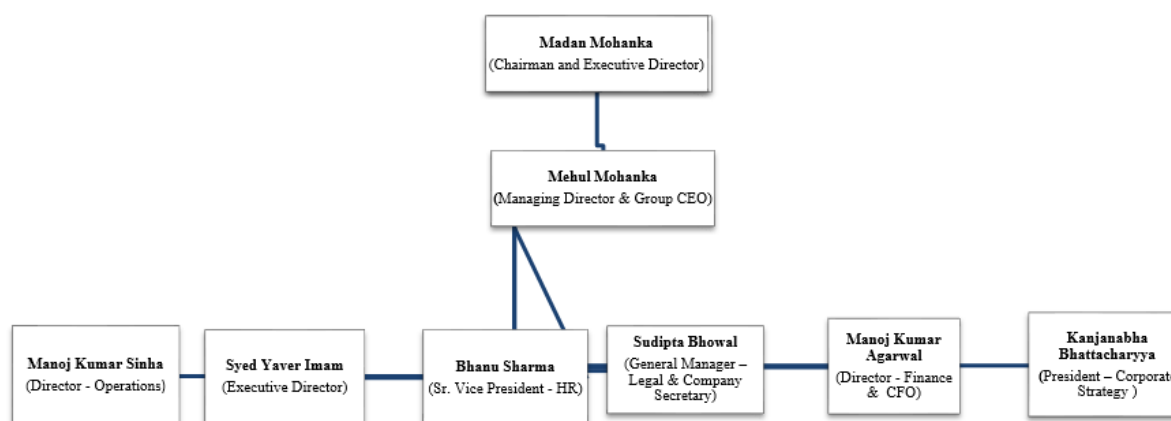 Madan Mohanka
(Chairman and Executive Director)
Mehul Mohanka
(Managing Director & Group CEO)
Manoj Kumar Sinha
(Director - Operations)
Syed Yaver Imam
(Executive Director)
Bhanu Sharma
(Sr. Vice President - HR)
Sudipta Bhowal
(General Manager –
Legal & Company
Secretary)
Manoj Kumar
Agarwal
(Director - Finance
& CFO)
Kanjanabha
Bhattacharyya
(President – Corporate
Strategy )